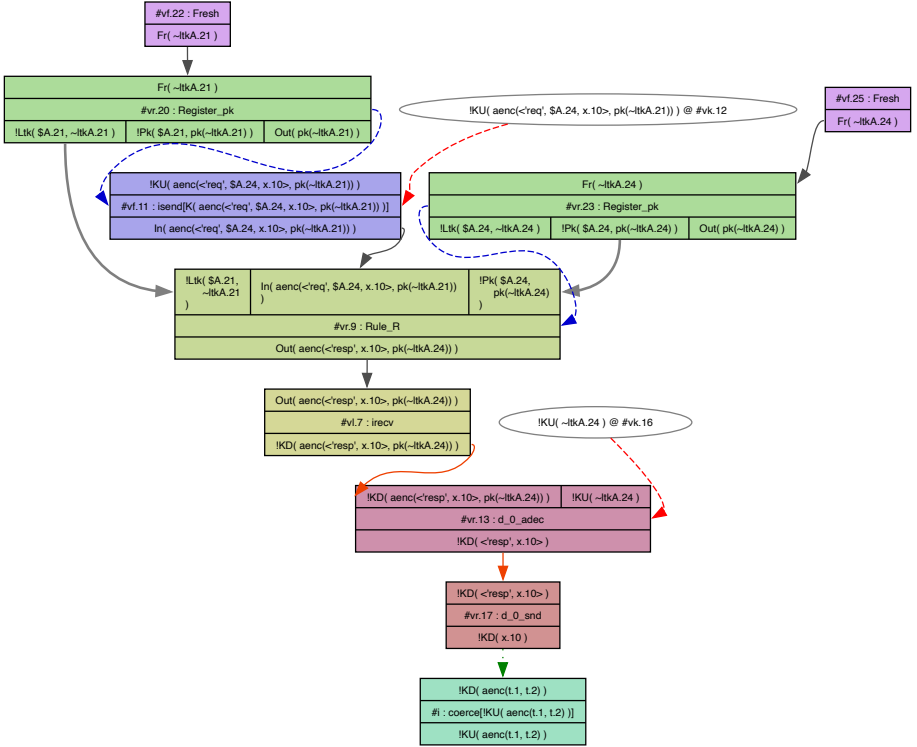 #vf.22 : Fresh
Fr( ~ltkA.21 )
Fr( ~ltkA.21 )
#vr.20 : Register_pk
!Ltk( $A.21, ~ltkA.21 ) !Pk( $A.21, pk(~ltkA.21) ) Out( pk(~ltkA.21) )
!KU( aenc(<'req', $A.24, x.10>, pk(~ltkA.21)) ) @ #vk.12
#vf.25 : Fresh
Fr( ~ltkA.24 )
!KU( aenc(<'req', $A.24, x.10>, pk(~ltkA.21)) )
#vf.11 : isend[K( aenc(<'req', $A.24, x.10>, pk(~ltkA.21)) )]
In( aenc(<'req', $A.24, x.10>, pk(~ltkA.21)) )
Fr( ~ltkA.24 )
#vr.23 : Register_pk
!Ltk( $A.24, ~ltkA.24 ) !Pk( $A.24, pk(~ltkA.24) ) Out( pk(~ltkA.24) )
!Ltk( $A.21,
~ltkA.21
)
In( aenc(<'req', $A.24, x.10>, pk(~ltkA.21))
)
!Pk( $A.24,
pk(~ltkA.24)
)
#vr.9 : Rule_R
Out( aenc(<'resp', x.10>, pk(~ltkA.24)) )
Out( aenc(<'resp', x.10>, pk(~ltkA.24)) )
#vl.7 : irecv
!KD( aenc(<'resp', x.10>, pk(~ltkA.24)) )
!KU( ~ltkA.24 ) @ #vk.16
!KD( aenc(<'resp', x.10>, pk(~ltkA.24)) ) !KU( ~ltkA.24 )
#vr.13 : d_0_adec
!KD( <'resp', x.10> )
!KD( <'resp', x.10> )
#vr.17 : d_0_snd
!KD( x.10 )
!KD( aenc(t.1, t.2) )
#i : coerce[!KU( aenc(t.1, t.2) )]
!KU( aenc(t.1, t.2) )